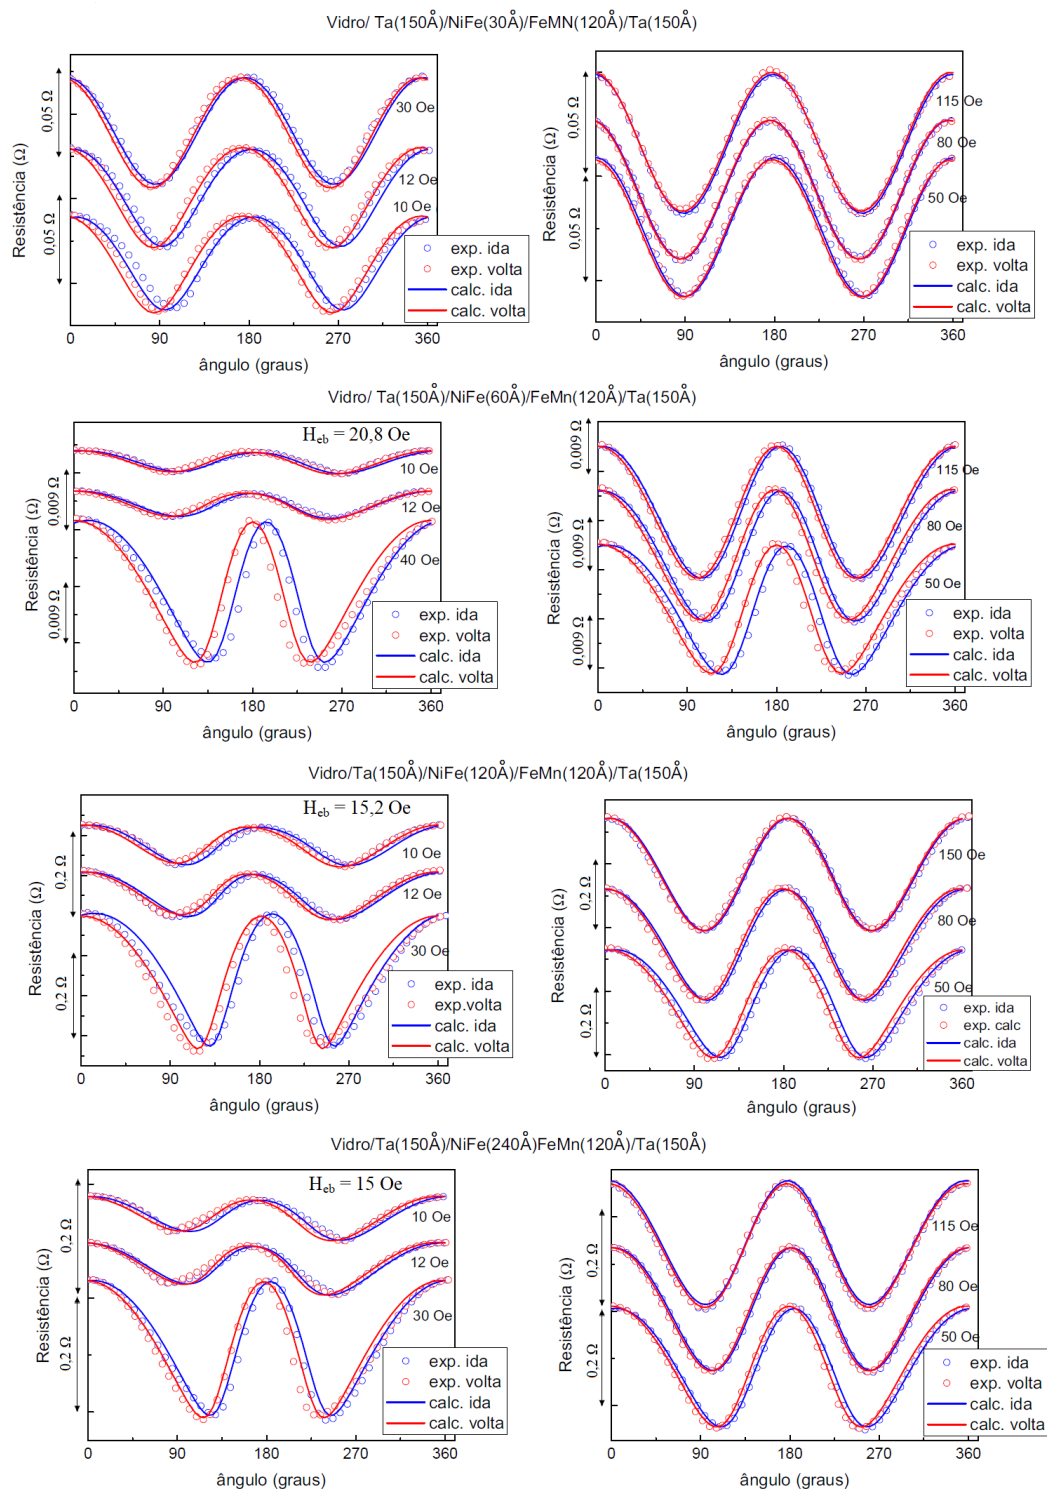 Vidro/ Ta(150Å)/NiFe(30Å)/FeMN(120Å)/Ta(150Å)
Resistência (Ω)
0,05 Ω
0,05 Ω
30 Oe
12 Oe
10 Oe
exp. ida
exp. volta
calc. ida
calc. volta
0 90 180 270 360
ângulo (graus)
Resistência (Ω)
0,05 Ω
0,05 Ω
115 Oe
80 Oe
50 Oe
exp. ida
exp. volta
calc. ida
calc. volta
0 90 180 270 360
ângulo (graus)
Vidro/ Ta(150Å)/NiFe(60Å)/FeMn(120Å)/Ta(150Å)
Heb = 20,8 Oe
Resistência (Ω)
0.009 Ω
0.009 Ω
10 Oe
12 Oe
40 Oe
exp. ida
exp. volta
calc. ida
calc. volta
0 90 180 270 360
ângulo (graus)
Resistência (Ω)
0,009 Ω
0,009 Ω
0,009 Ω
115 Oe
80 Oe
50 Oe
exp. ida
exp. volta
calc. ida
calc. volta
0 90 180 270 360
ângulo (graus)
Vidro/Ta(150Å)/NiFe(120Å)/FeMn(120Å)/Ta(150Å)
Heb = 15,2 Oe
Resistência (Ω)
0,2 Ω
0,2 Ω
10 Oe
12 Oe
30 Oe
exp. ida
exp.volta
calc. ida
calc. volta
0 90 180 270 360
ângulo (graus)
Resistência (Ω)
0.2 Ω
0,2 Ω
150 Oe
80 Oe
50 Oe
exp. ida
exp. calc
calc. ida
calc. volta
0 90 180 270 360
ângulo (graus)
Vidro/Ta(150Å)/NiFe(240Å)FeMn(120Å)/Ta(150Å)
Heb = 15 Oe
Resistência (Ω)
0,2 Ω
0,2 Ω
10 Oe
12 Oe
30 Oe
exp. ida
exp. volta
calc. ida
calc. volta
0 90 180 270 360
ângulo (graus)
Resistência (Ω)
0,2 Ω
0,2 Ω
115 Oe
80 Oe
50 Oe
exp. ida
exp. volta
calc. ida
calc. volta
0 90 180 270 360
ângulo (graus)